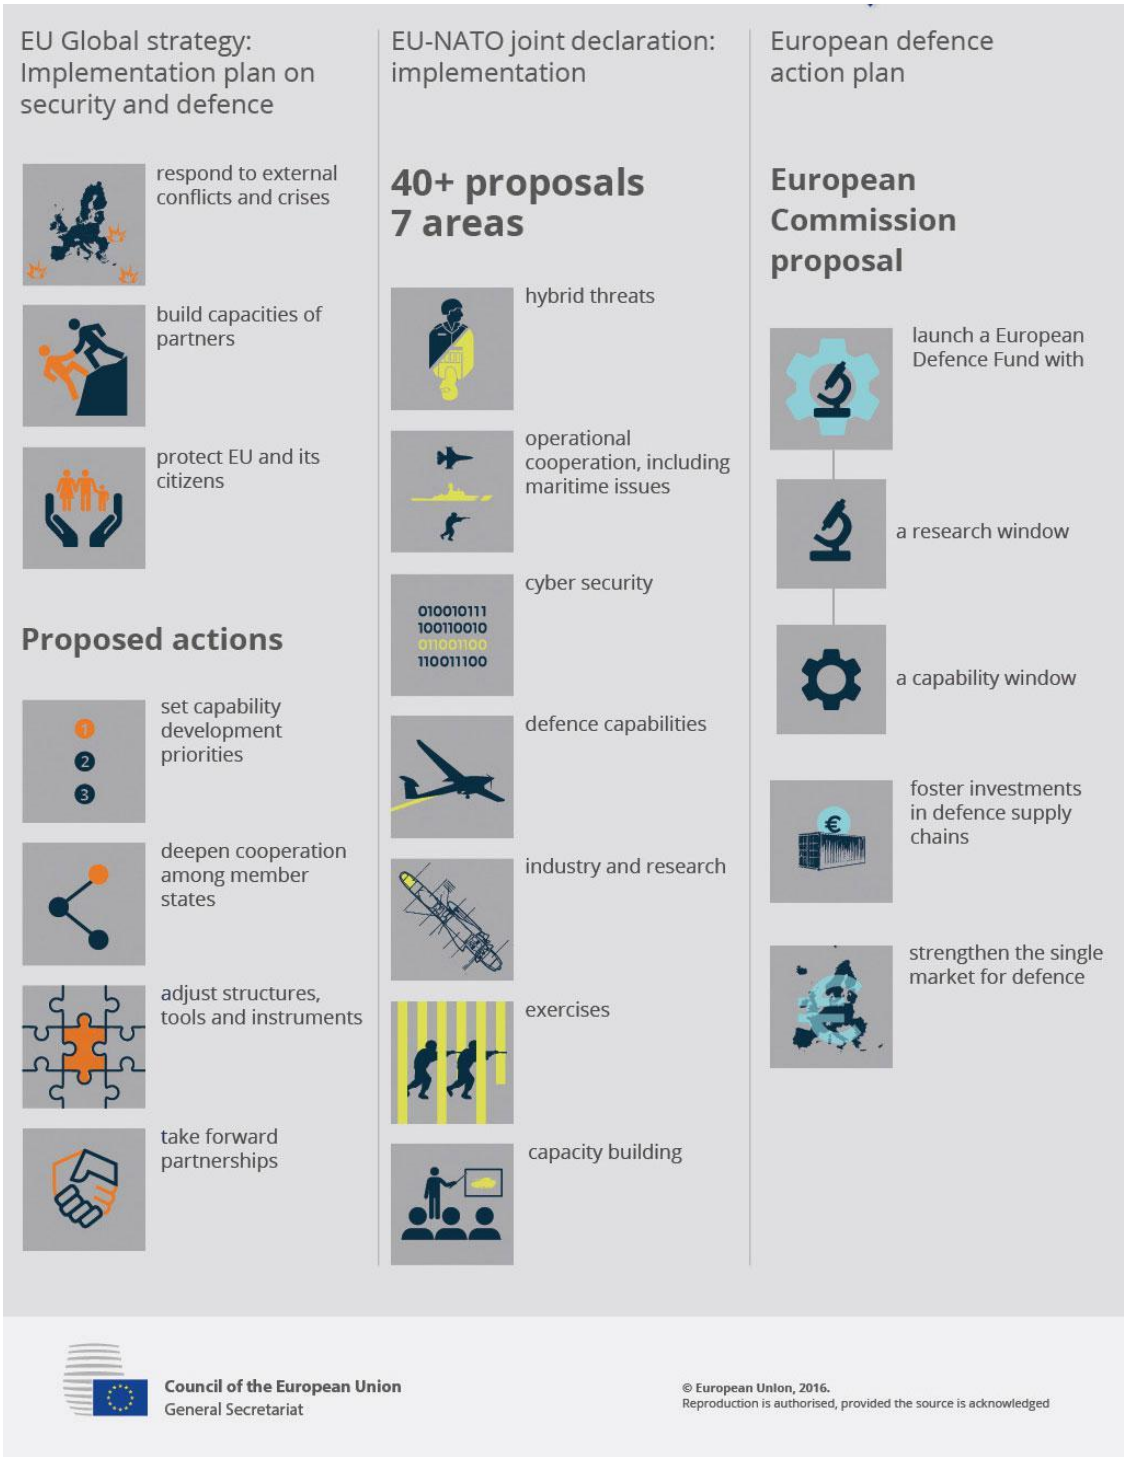 EU Global strategy:
Implementation plan on
security and defence
respond to external
conflicts and crises
build capacities of
partners
protect EU and its
citizens
Proposed actions
1
2
3
set capability
development
priorities
deepen cooperation
among member
states
adjust structures,
tools and instruments
take forward
partnerships
EU-NATO joint declaration:
implementation
40+ proposals
7 areas
hybrid threats
operational
cooperation, including
maritime issues
010010111
100110010
011001100
110011100
cyber security
defence capabilities
industry and research
exercises
capacity building
European defence
action plan
European
Commission
proposal
launch a European
Defence Fund with
a research window
a capability window
€
foster investments
in defence supply
chains
€
strengthen the single
market for defence
Council of the European Union
General Secretariat
© European Union, 2016.
Reproduction is authorised, provided the source is acknowledged